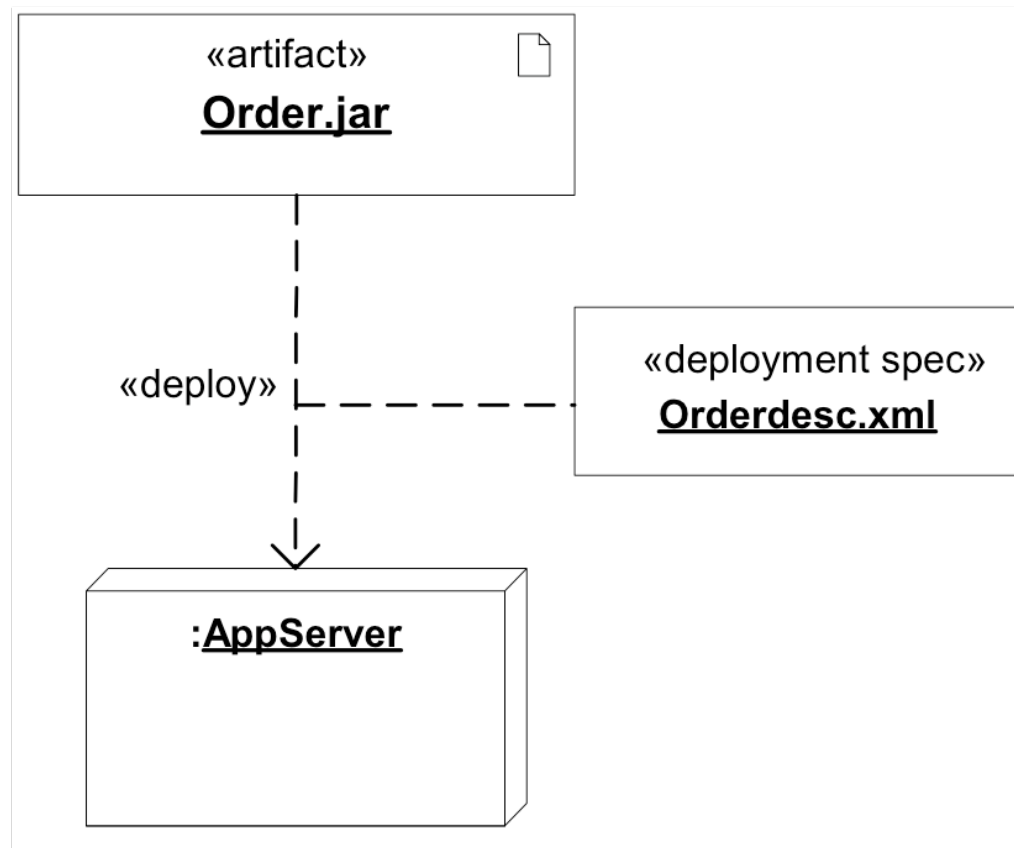 «artifact»
Order.jar
«deploy»
«deployment spec»
Orderdesc.xml
:AppServer